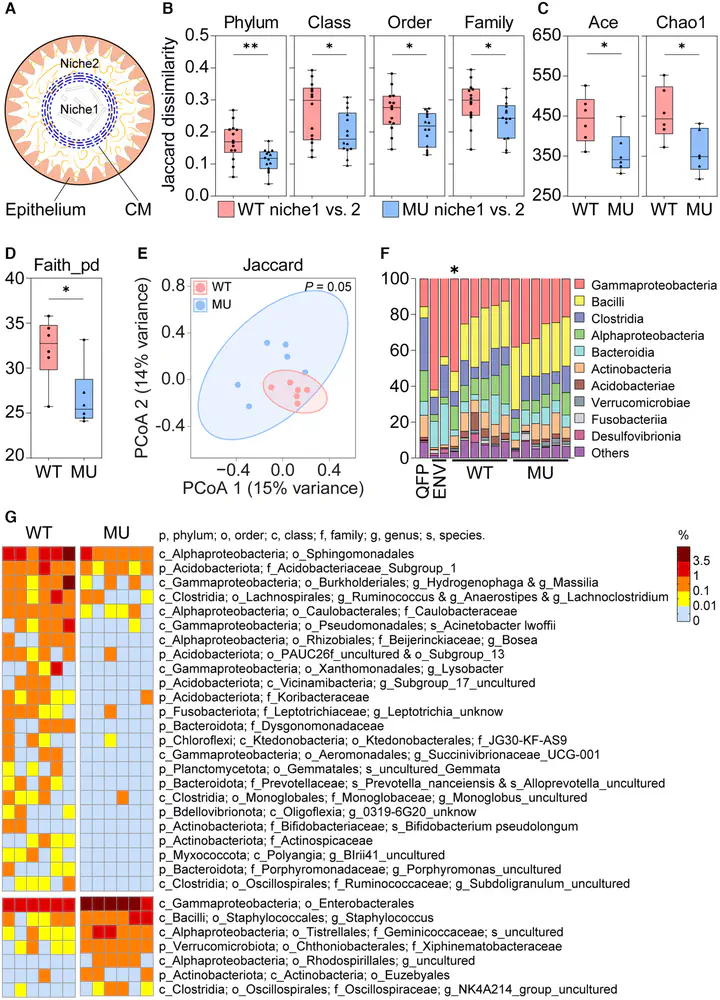 A
Niche2
Niche1
Epithelium
CM
B
Phylum
Class
Order
Family
Jaccard dissimilarity
0.5
0.4
0.3
0.2
0.1
0.0
**
*
*
*
WT niche1 vs. 2
MU niche1 vs. 2
C
Ace
Chao1
650
550
450
350
250
*
*
WT MU
WT MU
D
Faith_pd
40
35
30
25
20
*
WT MU
E
Jaccard
WT
MU
P = 0.05
PCoA 2 (14% variance)
0.8
0.4
0.0
−0.4
−0.4
0.0
0.4
PCoA 1 (15% variance)
F
*
100
80
60
40
20
0
QFP
ENV
WT
MU
Gammaproteobacteria
Bacilli
Clostridia
Alphaproteobacteria
Bacteroidia
Actinobacteria
Acidobacteriae
Verrucomicrobiae
Fusobacteriia
Desulfovibrionia
Others
G
WT
MU
p, phylum; o, order; c, class; f, family; g, genus; s, species.
c_Alphaproteobacteria; o_Sphingomonadales
p_Acidobacteriota; f_Acidobacteriaceae_Subgroup_1
c_Gammaproteobacteria; o_Burkholderiales; g_Hydrogenophaga & g_Massilia
c_Clostridia; o_Lachnospirales; g_Ruminococcus & g_Anaerostipes & g_Lachnoclostridium
c_Alphaproteobacteria; o_Caulobacterales; f_Caulobacteraceae
c_Gammaproteobacteria; o_Pseudomonadales; s_Acinetobacter lwoffii
c_Alphaproteobacteria; o_Rhizobiales; f_Beijerinckiaceae; g_Bosea
p_Acidobacteriota; o_PAUC26f_uncultured & o_Subgroup_13
c_Gammaproteobacteria; o_Xanthomonadales; g_Lysobacter
p_Acidobacteriota; c_Vicinamibacteria; g_Subgroup_17_uncultured
p_Acidobacteriota; f_Koribacteraceae
p_Fusobacteriota; f_Leptotrichiaceae; g_Leptotrichia_unknow
p_Bacteroidota; f_Dysgonomonadaceae
p_Chloroflexi; c_Ktedonobacteria; o_Ktedonobacterales; f_JG30-KF-AS9
c_Gammaproteobacteria; o_Aeromonadales; g_Succinivibrionaceae_UCG-001
p_Planctomycetota; o_Gemmatales; s_uncultured_Gemmata
p_Bacteroidota; f_Prevotellaceae; s_Prevotella_nanceiensis & s_Alloprevotella_uncultured
c_Clostridia; o_Monoglobales; f_Monoglobaceae; g_Monoglobus_uncultured
p_Bdellovibrionota; c_Oligoflexia; g_0319-6G20_unknow
p_Actinobacteriota; f_Bifidobacteriaceae; s_Bifidobacterium pseudolongum
p_Actinobacteriota; f_Actinospicaceae
p_Myxococcota; c_Polyangia; g_BIrii41_uncultured
p_Bacteroidota; f_Porphyromonadaceae; g_Porphyromonas_uncultured
c_Clostridia; o_Oscillospirales; f_Ruminococcaceae; g_Subdoligranulum_uncultured
c_Gammaproteobacteria; o_Enterobacterales
c_Bacilli; o_Staphylococcales; g_Staphylococcus
c_Alphaproteobacteria; o_Tistrellales; f_Geminicoccaceae; s_uncultured
p_Verrucomicrobiota; o_Chthoniobacterales; f_Xiphinematobacteraceae
c_Alphaproteobacteria; o_Rhodospirillales; g_uncultured
p_Actinobacteriota; c_Actinobacteria; o_Euzebyales
c_Clostridia; o_Oscillospirales; f_Oscillospiraceae; g_NK4A214_group_uncultured
%
3.5
1
0.1
0.01
0